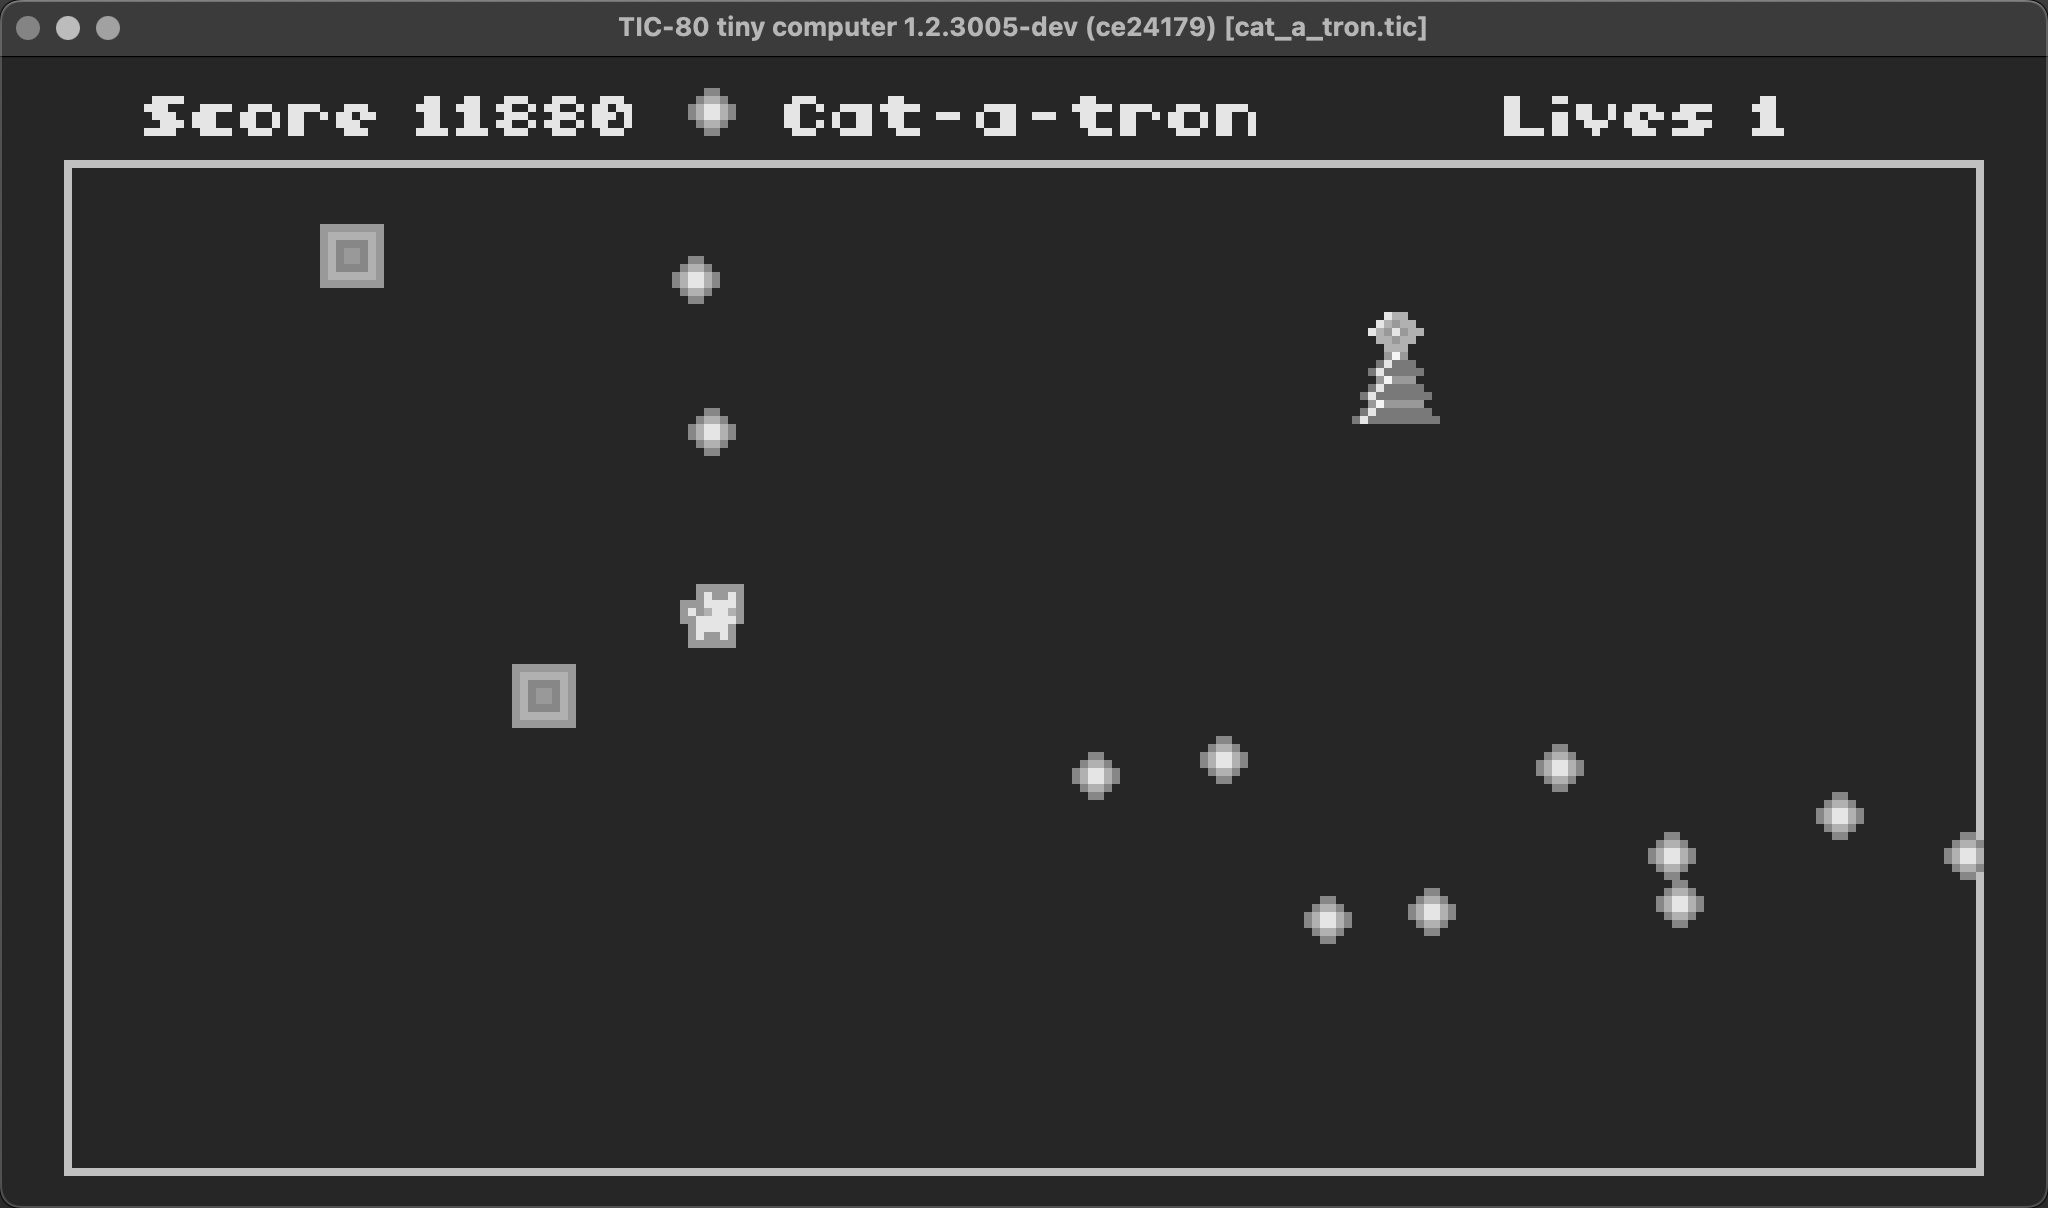 TIC-80 tiny computer 1.2.3005-dev (ce24179) [cat_a_tron.tic]
Score 11880 Cat-a-tron Lives 1